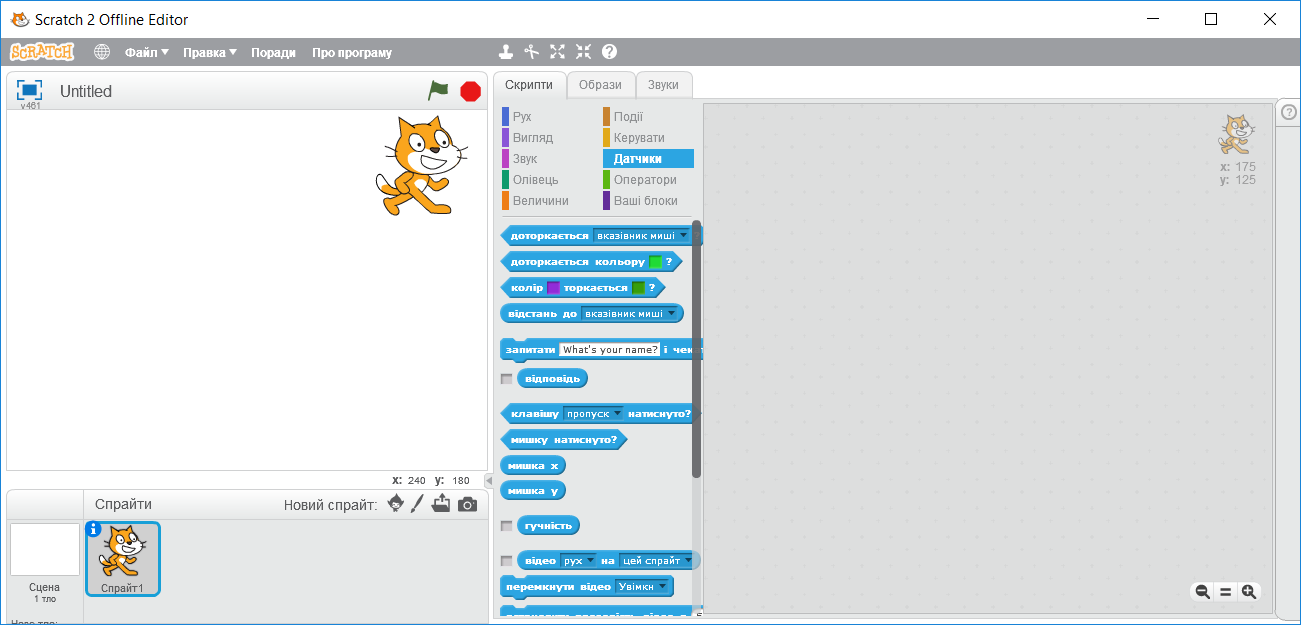 Scratch 2 Offline Editor
SCRATCH Файл Правка Поради Про програму
v461 Untitled
Скрипти Образи Звуки
Рух Події
Вигляд Керувати
Звук Датчики
Олівець Оператори
Величини Ваші блоки
x: 175
y: 125
доторкається вказівник миші
доторкається кольору ?
колір торкається ?
відстань до вказівник миші
запитати What's your name? і
відповідь
клавішу пропуск натиснуто?
мишку натиснуто?
мишка x
мишка y
гучність
відео рух на цей спрайт
перемкнути відео Увімкн
x: 240 y: 180
Спрайти Новий спрайт:
Сцена
1 тло
Спрайт1